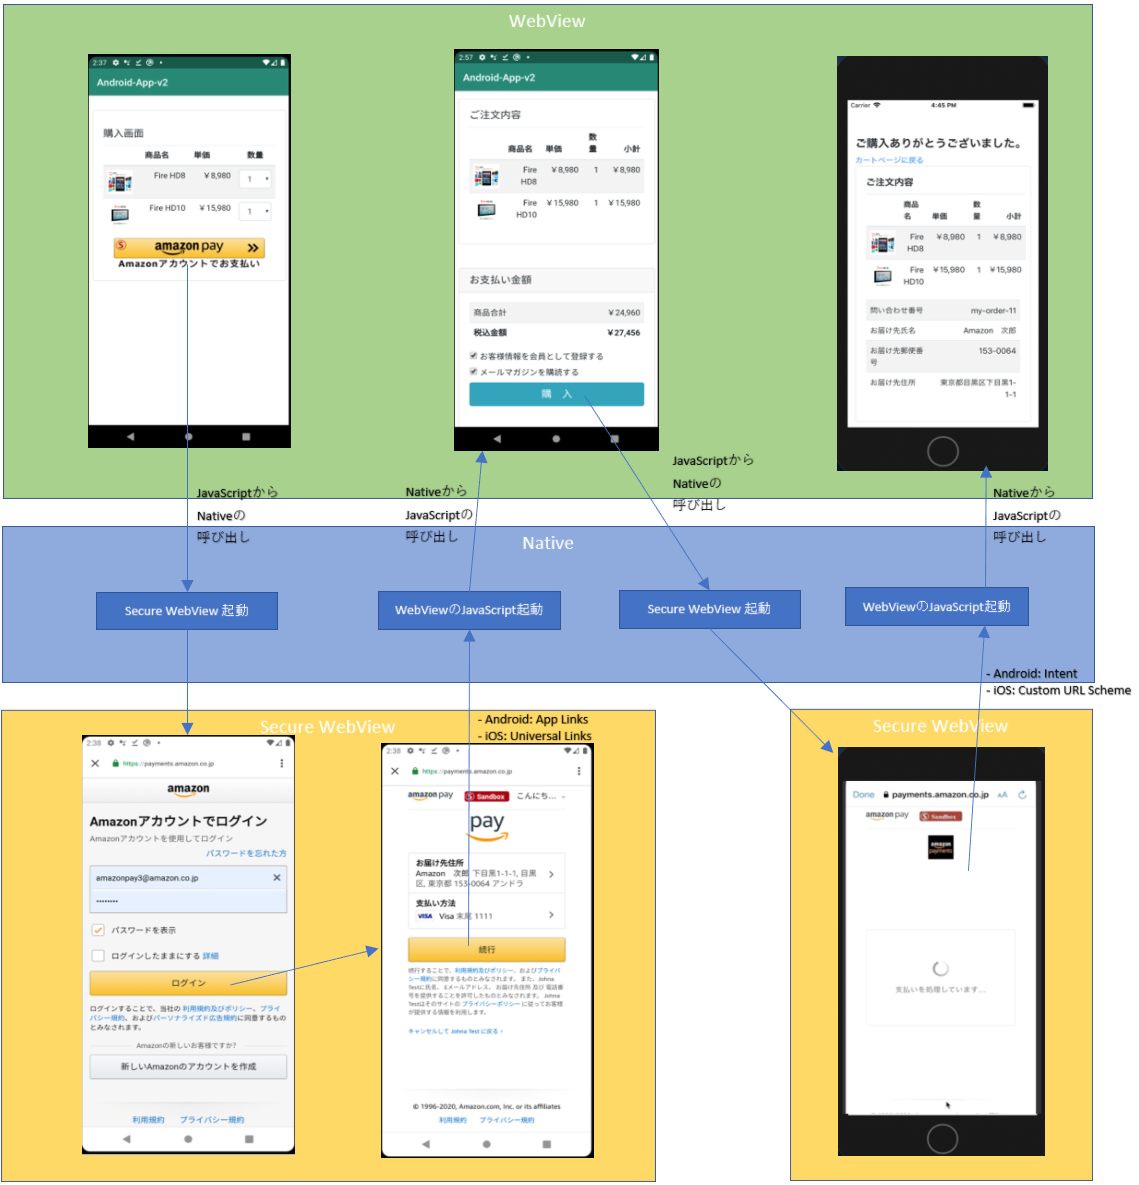 WebView
2:37
Android-App-v2
購入画面
商品名 単価 数量
Fire HD8 ￥8,980 1
Fire HD10 ￥15,980 1
amazon pay
Amazonアカウントでお支払い
2:57
Android-App-v2
ご注文内容
商品名 単価 数
量 小計
Fire
HD8 ￥8,980 1 ￥8,980
Fire
HD10 ￥15,980 1 ￥15,980
お支払い金額
商品合計 ￥24,960
税込金額 ￥27,456
お客様情報を会員として登録する
メールマガジンを購読する
購 入
Carrier 4:45 PM
ご購入ありがとうございました。
カートページに戻る
ご注文内容
商品
名 単価 数
量 小計
Fire
HD8 ￥8,980 1 ￥8,980
Fire
HD10 ￥15,980 1 ￥15,980
問い合わせ番号 my-order-11
お届け先氏名 Amazon 次郎
お届け先郵便番
号 153-0064
お届け先住所 東京都目黒区下目黒1-
1-1
JavaScriptから
Nativeの
呼び出し
Nativeから
JavaScriptの
呼び出し
JavaScriptから
Nativeの
呼び出し
Nativeから
JavaScriptの
呼び出し
Native
Secure WebView 起動
WebViewのJavaScript起動
Secure WebView 起動
WebViewのJavaScript起動
- Android: Intent
- iOS: Custom URL Scheme
Secure WebView
- Android: App Links
- iOS: Universal Links
2:38
https://payments.amazon.co.jp
amazon
Amazonアカウントでログイン
Amazonアカウントを使用してログイン
パスワードを忘れた方
amazonpay3@amazon.co.jp
パスワードを表示
ログインしたままにする 詳細
ログイン
ログインすることで、当社の 利用規約及びポリシー、プライ
バシー規約、およびパーソナライズド広告規約に同意するもの
とみなされます。
Amazonの新しいお客様ですか?
新しいAmazonのアカウントを作成
利用規約 プライバシー規約
2:38
https://payments.amazon.co.jp
amazon pay Sandbox こんにち...
pay
お届け先住所
Amazon 次郎 下目黒1-1-1, 目黒
区, 東京都 153-0064 アンドラ
支払い方法
VISA Visa 末尾 1111
続行
続行することで、利用規約及びポリシー、およびプライバ
シー規約に同意するものとみなされます。また、Johna
Testに氏名、Eメールアドレス、お届け先住所 及び 電話番
号を提供することを許可したものとみなされます。 Johna
Testはそのサイトの プライバシーポリシー に従ってお客様
が提供する情報を利用します。
キャンセルして Johna Test に戻る
© 1996-2020, Amazon.com, Inc. or its affiliates
利用規約 プライバシー規約
Secure WebView
Done payments.amazon.co.jp AA
amazon pay Sandbox
amazon
payments
支払いを処理しています...